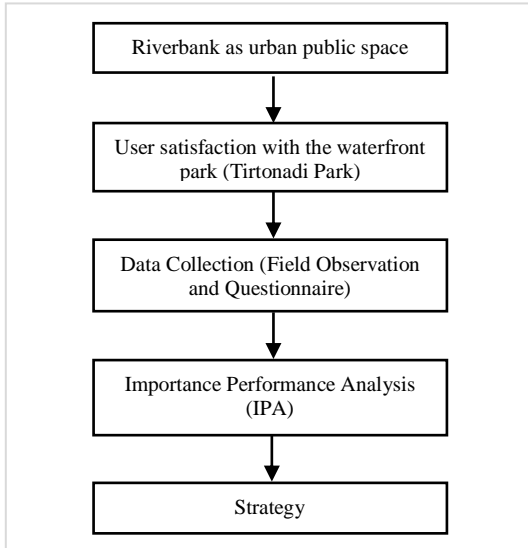 Riverbank as urban public space
User satisfaction with the waterfront
park (Tirtonadi Park)
Data Collection (Field Observation
and Questionnaire)
Importance Performance Analysis
(IPA)
Strategy